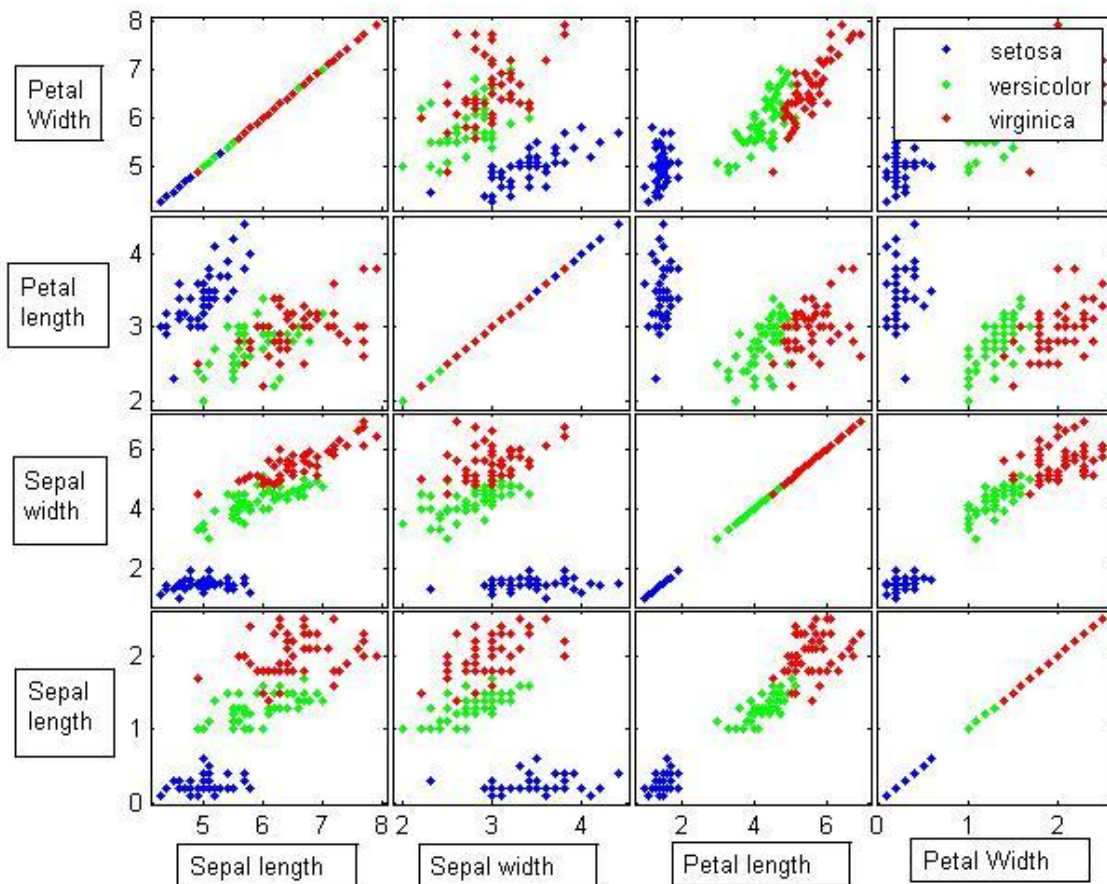 8
7
6
5
Petal
Width
setosa
versicolor
virginica
4
3
2
Petal
length
6
4
2
Sepal
width
2
1
0
Sepal
length
5 6 7 8 2 3 4 2 4 6 0 1 2
Sepal length Sepal width Petal length Petal Width